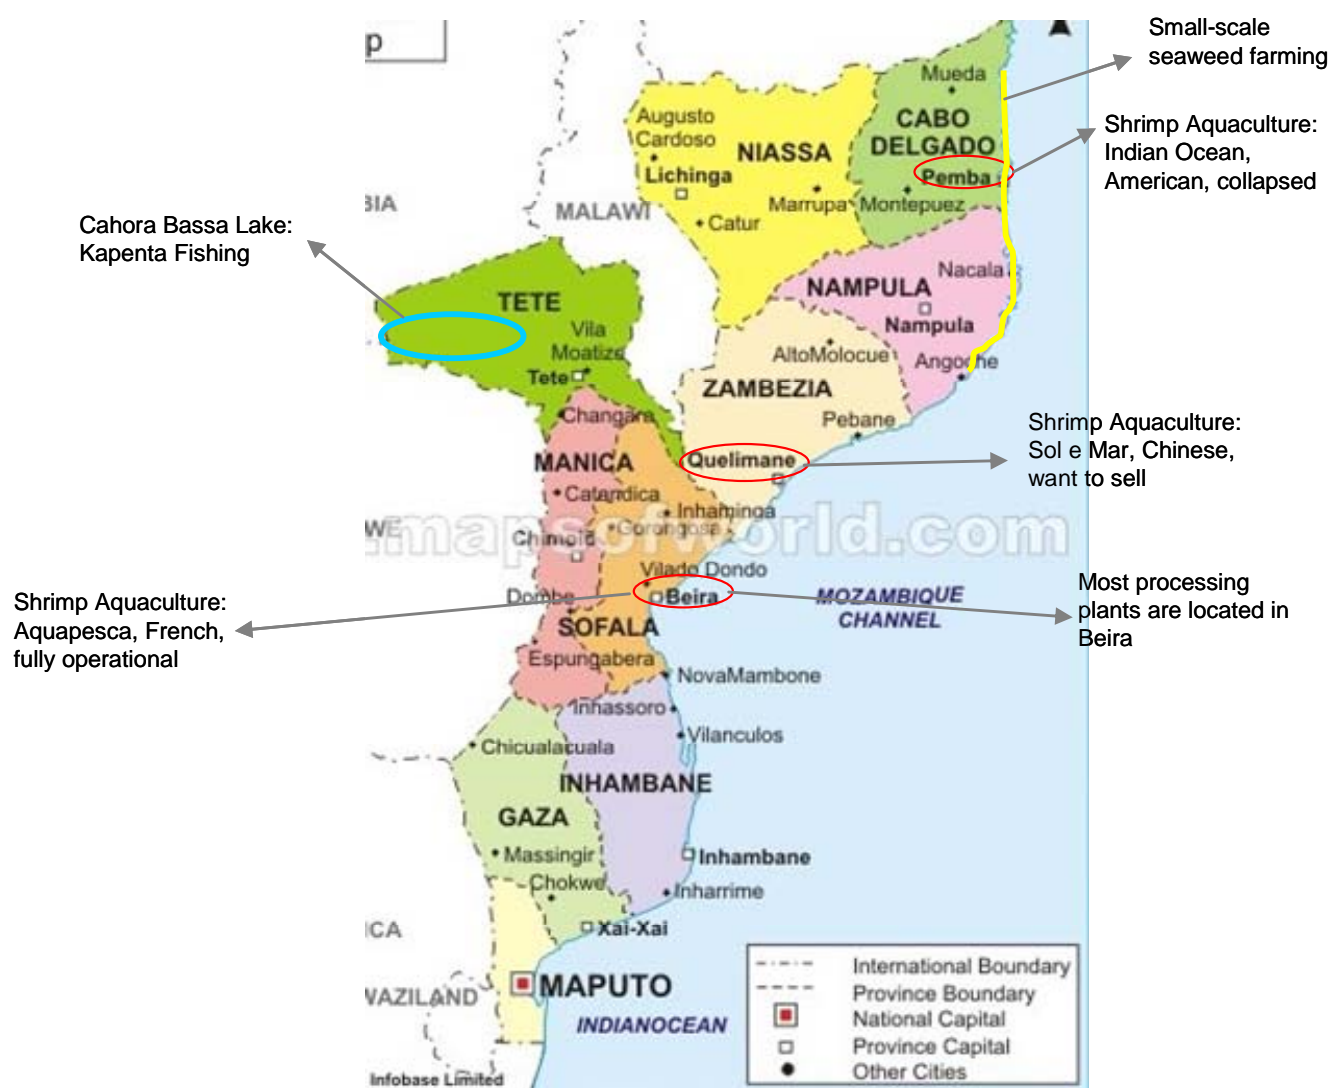 p
Small-scale
seaweed farming
Shrimp Aquaculture:
Indian Ocean,
American, collapsed
Cahora Bassa Lake:
Kapenta Fishing
Mueda
CABO
DELGADO
Pemba
Montepuez
Augusto
Cardoso
NIASSA
Lichinga
Marrupa
Catur
BIA
MALAWI
Nacala
NAMPULA
Nampula
Angoche
TETE
Vila
Moatize
Tete
AltoMolocue
ZAMBEZIA
Pebane
Quelimane
Changara
Shrimp Aquaculture:
Sol e Mar, Chinese,
want to sell
MANICA
Catandica
Inhaminga
Gorongosa
WE
.mapsofworld.com
Chimoio
Vilado Dondo
Beira
Dombe
SOFALA
Espungabera
MOZAMBIQUE
CHANNEL
Most processing
plants are located in
Beira
Shrimp Aquaculture:
Aquapesca, French,
fully operational
NovaMambone
Inhassoro
Vilanculos
Chicualacuala
INHAMBANE
GAZA
Massingir
Inhambane
Chokwe
Inharrime
Xai-Xai
ICA
WAZILAND
MAPUTO
INDIANOCEAN
International Boundary
Province Boundary
National Capital
Province Capital
Other Cities
Infobase Limited